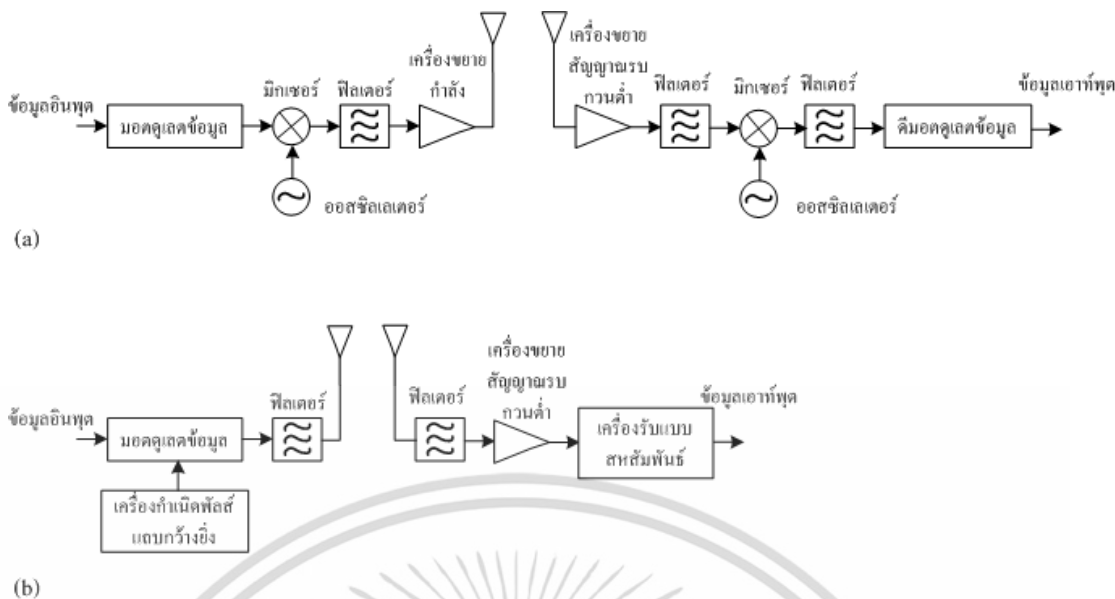 เครื่องขยาย
กำลัง
เครื่องขยาย
สัญญาณรบ
กวนต่ำ
ข้อมูลอินพุต
มอดูเลตข้อมูล
มิกเซอร์
ฟิลเตอร์
ฟิลเตอร์
มิกเซอร์
ฟิลเตอร์
ดีมอดูเลตข้อมูล
ข้อมูลเอาท์พุต
ออสซิลเลเตอร์
ออสซิลเลเตอร์
(a)
ข้อมูลอินพุต
มอดูเลตข้อมูล
ฟิลเตอร์
ฟิลเตอร์
เครื่องขยาย
สัญญาณรบ
กวนต่ำ
เครื่องรับแบบ
สหสัมพันธ์
ข้อมูลเอาท์พุต
เครื่องกำเนิดพัลส์
แถบกว้างยิ่ง
(b)